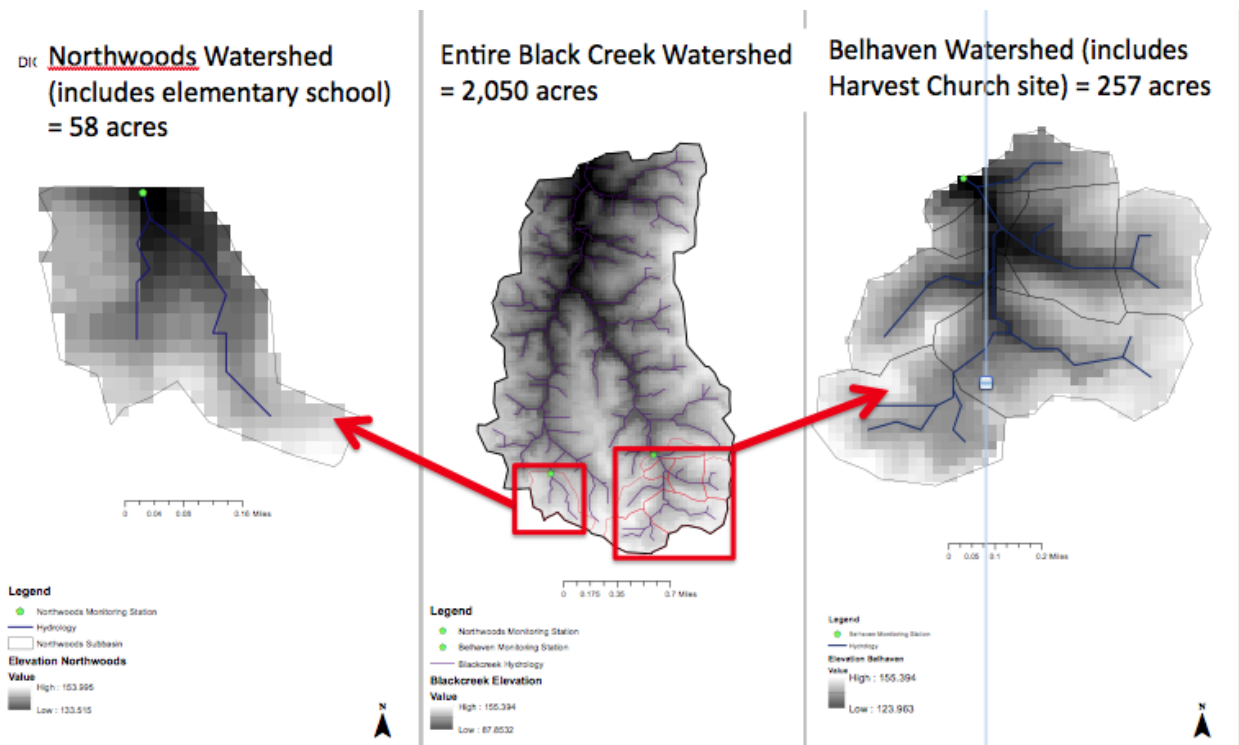 DIC Northwoods Watershed
(includes elementary school)
= 58 acres
0 0.04 0.08 0.16 Miles
Legend
Northwoods Monitoring Station
Hydrology
Northwoods Subbasin
Elevation Northwoods
Value
High : 153.995
Low : 133.515
N
Entire Black Creek Watershed
= 2,050 acres
0 0.175 0.35 0.7 Miles
Legend
Northwoods Monitoring Station
Belhaven Monitoring Station
Blackcreek Hydrology
Blackcreek Elevation
Value
High : 155.394
Low : 87.8532
Belhaven Watershed (includes
Harvest Church site) = 257 acres
0 0.05 0.1 0.2 Miles
Legend
Belhaven Monitoring Station
Hydrology
Elevation Belhaven
Value
High : 155.394
Low : 123.963
N